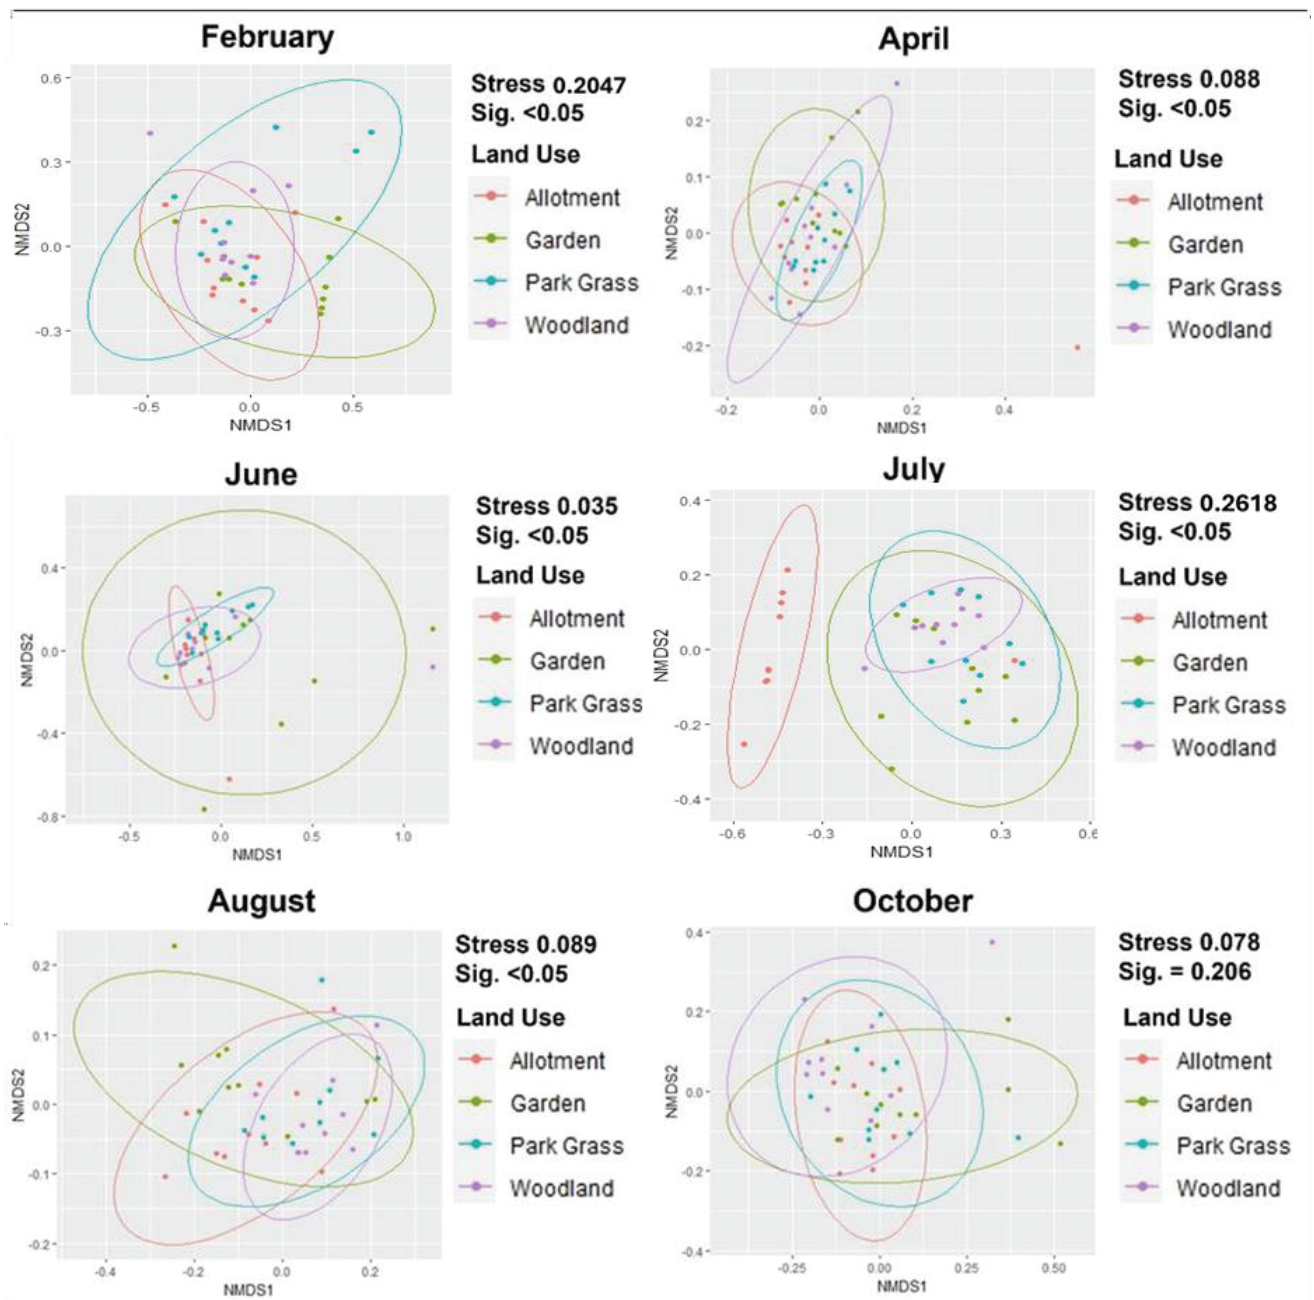 February
Stress 0.2047
Sig. <0.05
Land Use
Allotment
Garden
Park Grass
Woodland
0.6
0.3
0.0
-0.3
NMDS2
-0.5 0.0 0.5
NMDS1
April
Stress 0.088
Sig. <0.05
Land Use
Allotment
Garden
Park Grass
Woodland
0.2
0.1
0.0
-0.1
-0.2
NMDS2
-0.2 0.0 0.2 0.4
NMDS1
June
Stress 0.035
Sig. <0.05
Land Use
Allotment
Garden
Park Grass
Woodland
0.4
0.0
-0.4
-0.8
NMDS2
-0.5 0.0 0.5 1.0
NMDS1
July
Stress 0.2618
Sig. <0.05
Land Use
Allotment
Garden
Park Grass
Woodland
0.4
0.2
0.0
-0.2
-0.4
NMDS2
-0.6 -0.3 0.0 0.3 0.6
NMDS1
August
Stress 0.089
Sig. <0.05
Land Use
Allotment
Garden
Park Grass
Woodland
0.2
0.1
0.0
-0.1
-0.2
NMDS2
-0.4 -0.2 0.0 0.2
NMDS1
October
Stress 0.078
Sig. = 0.206
Land Use
Allotment
Garden
Park Grass
Woodland
0.4
0.2
0.0
-0.2
-0.4
NMDS2
-0.25 0.00 0.25 0.50
NMDS1